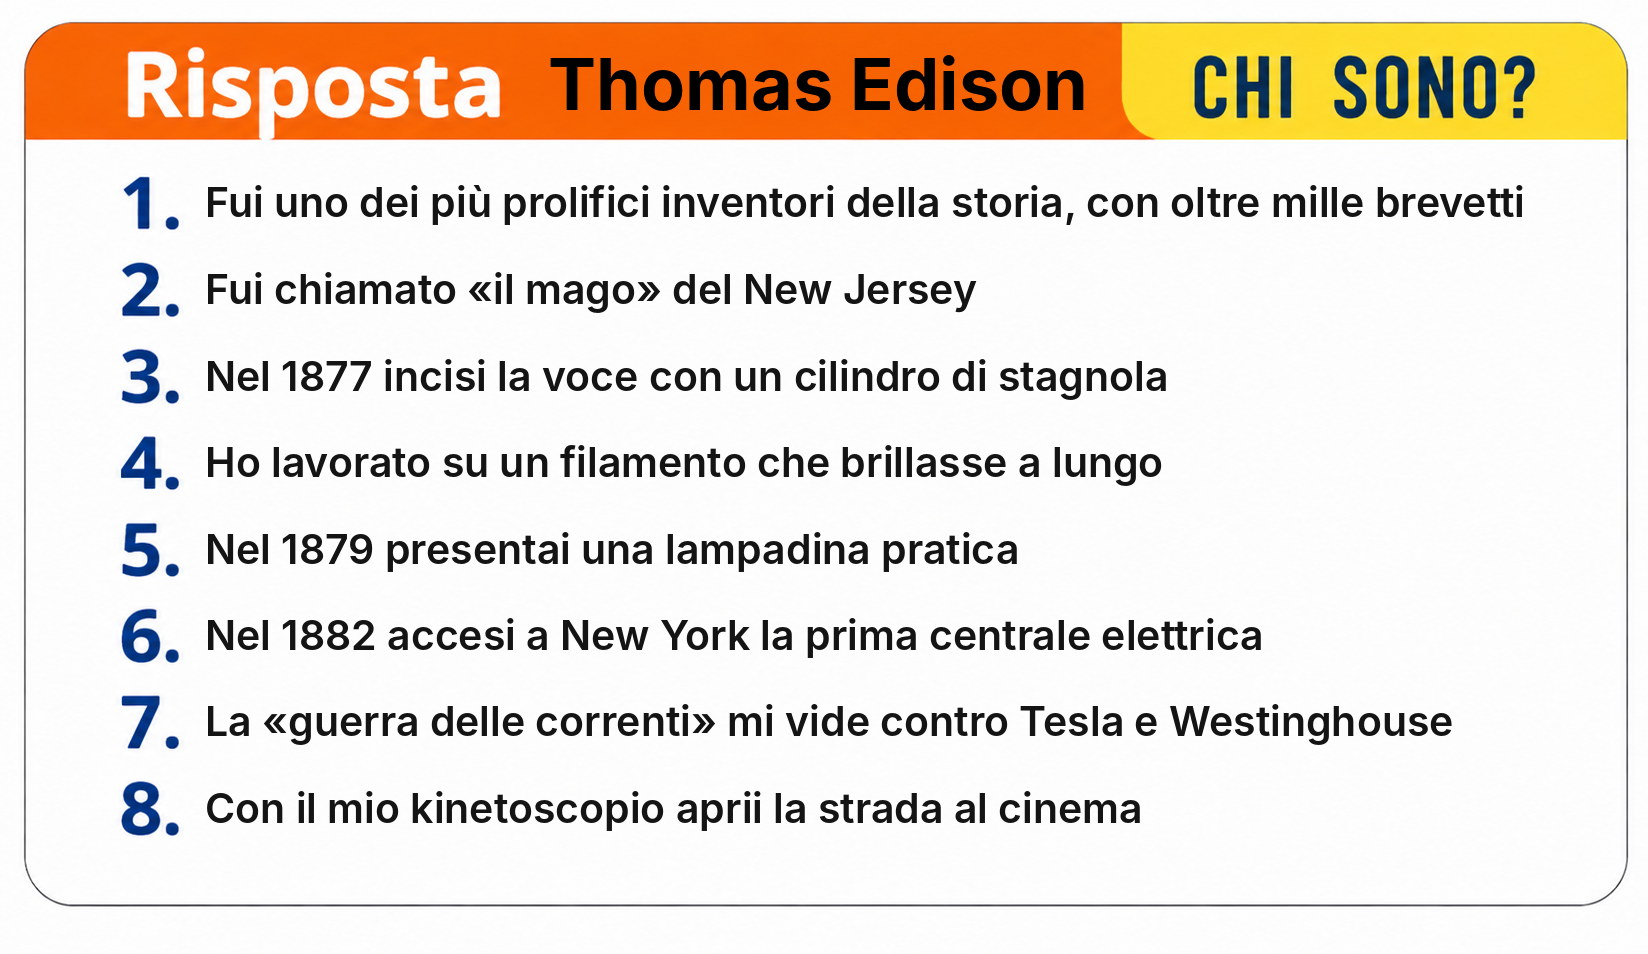 Risposta Thomas Edison CHI SONO?
1. Fui uno dei più prolifici inventori della storia, con oltre mille brevetti
2. Fui chiamato «il mago» del New Jersey
3. Nel 1877 incisi la voce con un cilindro di stagnola
4. Ho lavorato su un filamento che brillasse a lungo
5. Nel 1879 presentai una lampadina pratica
6. Nel 1882 accesi a New York la prima centrale elettrica
7. La «guerra delle correnti» mi vide contro Tesla e Westinghouse
8. Con il mio kinetoscopio aprii la strada al cinema